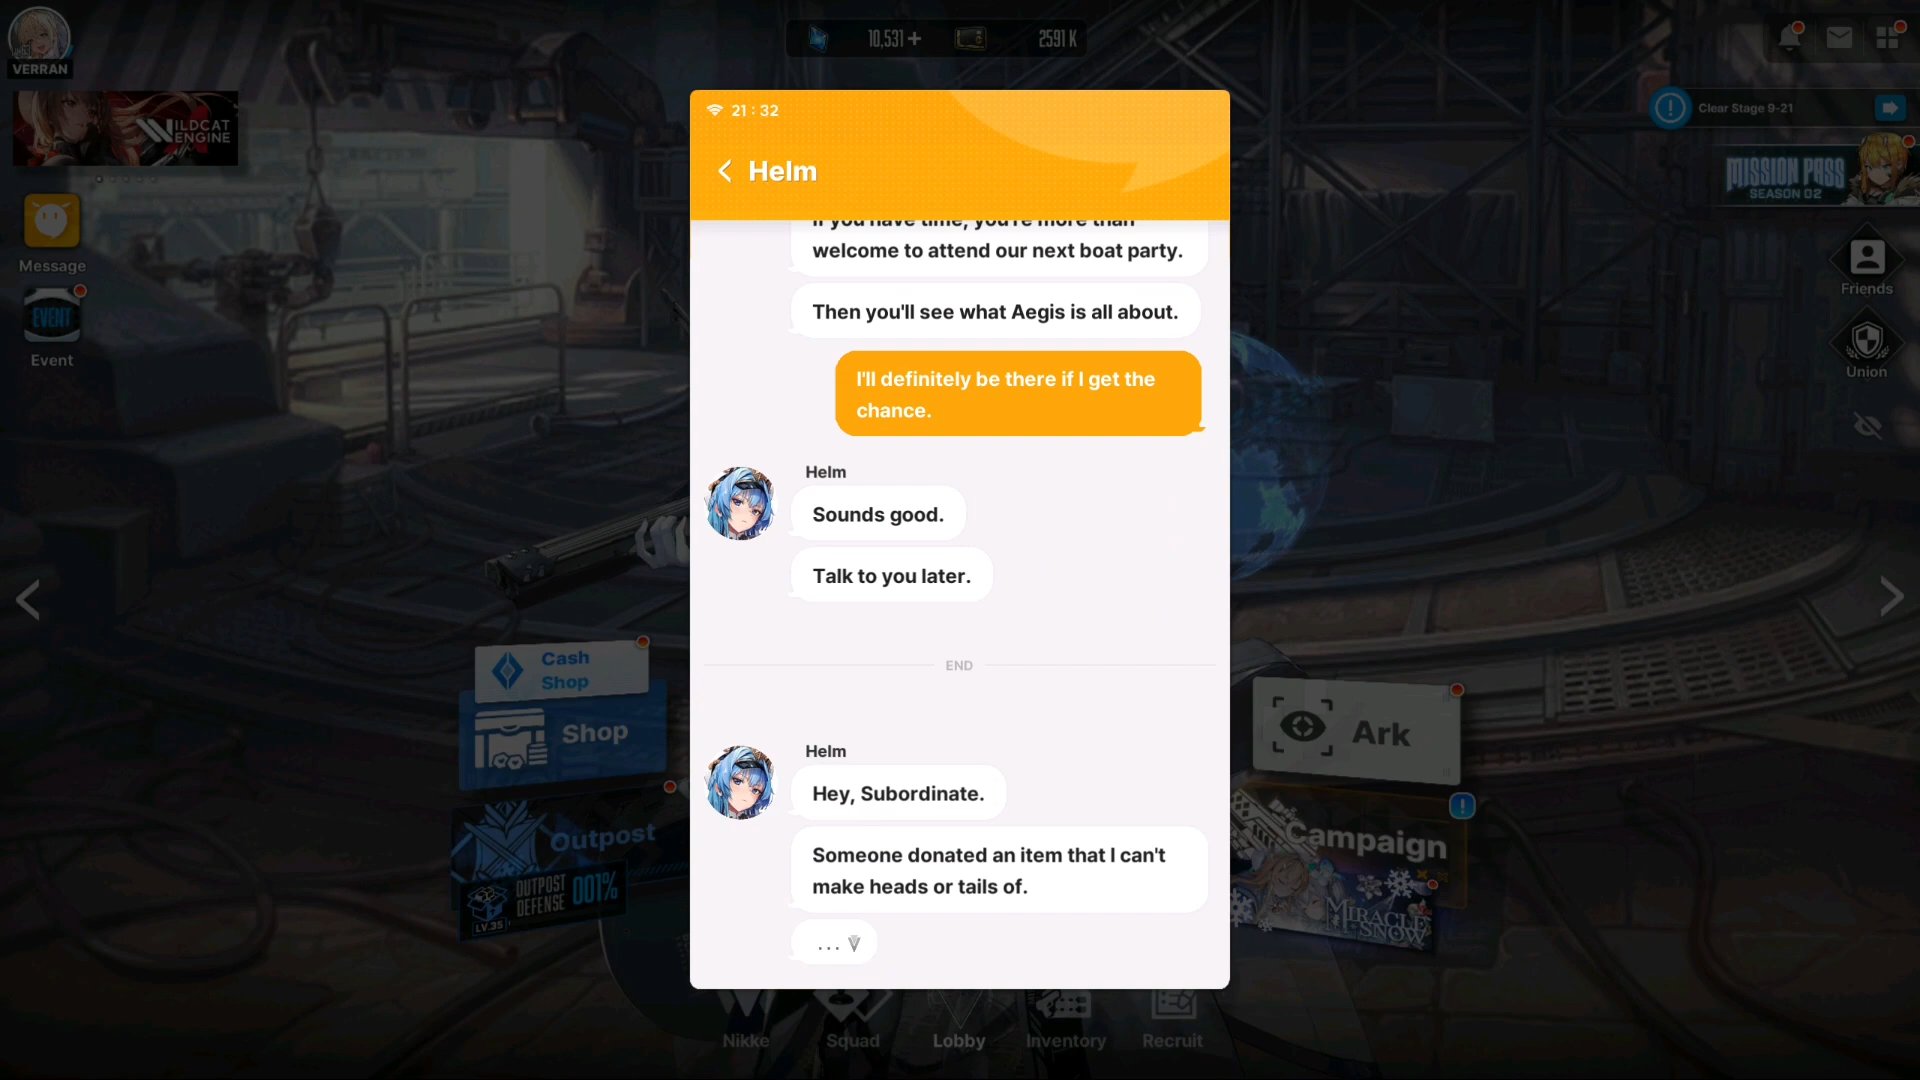 10,531 +
2591 K
VERRAN
WILDCAT
ENGINE
21 : 32
Helm
Clear Stage 9-21
MISSION PASS
SEASON 02
Message
EVENT
Event
Friends
Union
welcome to attend our next boat party.
Then you'll see what Aegis is all about.
I'll definitely be there if I get the
chance.
Helm
Sounds good.
Talk to you later.
END
Helm
Hey, Subordinate.
Someone donated an item that I can't
make heads or tails of.
...
Cash
Shop
Shop
Outpost
OUTPOST
DEFENSE
001%
LV.35
Ark
Campaign
MIRACLE
SNOW
Nikke
Squad
Lobby
Inventory
Recruit